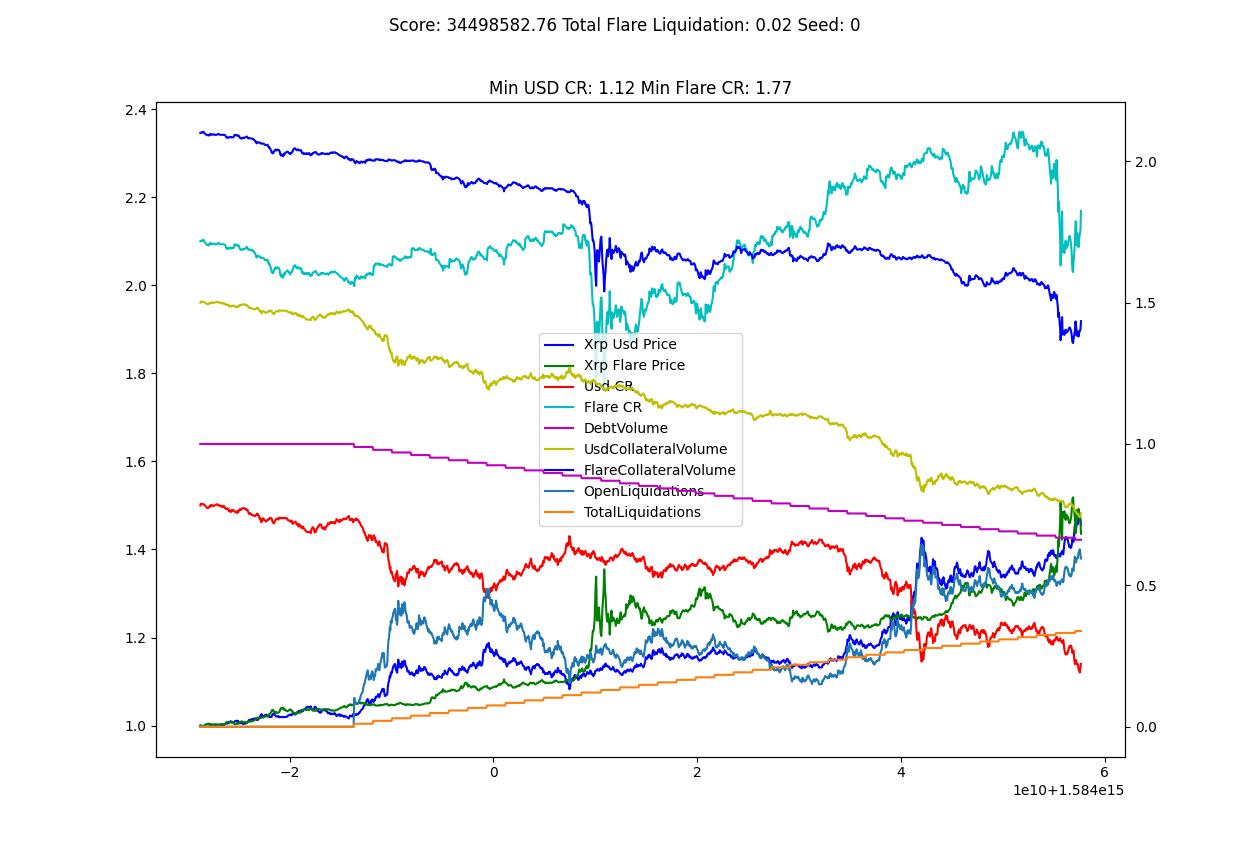 Score: 34498582.76 Total Flare Liquidation: 0.02 Seed: 0
Min USD CR: 1.12 Min Flare CR: 1.77
2.4
2.2
2.0
1.8
1.6
1.4
1.2
1.0
2.0
1.5
1.0
0.5
0.0
Xrp Usd Price
Xrp Flare Price
Usd CR
Flare CR
DebtVolume
UsdCollateralVolume
FlareCollateralVolume
OpenLiquidations
TotalLiquidations
−2 0 2 4 6
1e10+1.584e15